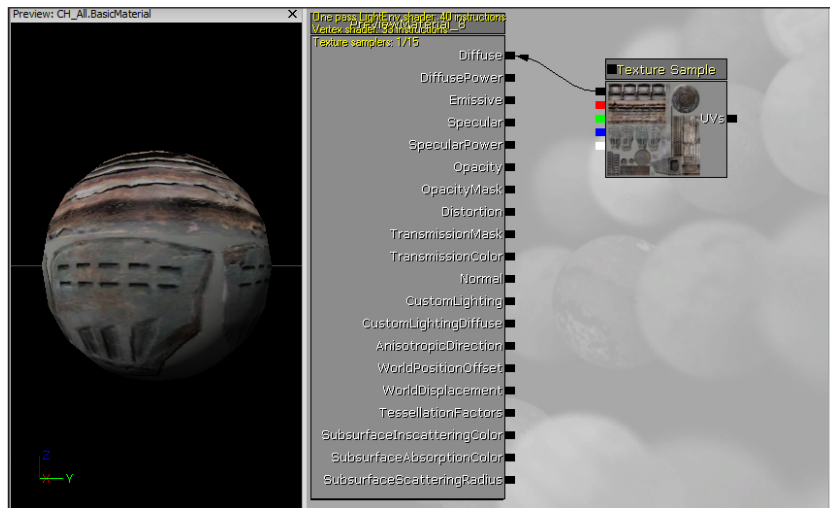 Preview: CH_All.BasicMaterial
X
One pass LightEnv shader: 40 instructions
PreviewMaterial_8
Vertex shader: 33 instructions
Texture samplers: 1/15
Diffuse
DiffusePower
Emissive
Specular
SpecularPower
Opacity
OpacityMask
Distortion
TransmissionMask
TransmissionColor
Normal
CustomLighting
CustomLightingDiffuse
AnisotropicDirection
WorldPositionOffset
WorldDisplacement
TessellationFactors
SubsurfaceInscatteringColor
SubsurfaceAbsorptionColor
SubsurfaceScatteringRadius
Texture Sample
UVs
Z
X Y